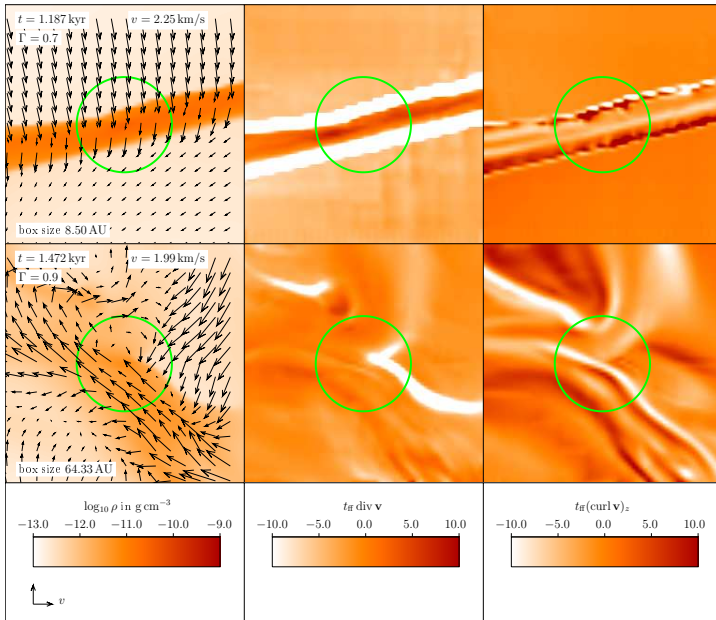 t = 1.187 kyr v = 2.25 km/s
Γ = 0.7
box size 8.50 AU
t = 1.472 kyr v = 1.99 km/s
Γ = 0.9
box size 64.33 AU
log₁₀ ρ in g cm⁻³ t_ff div v t_ff(curl v)_z
−13.0 −12.0 −11.0 −10.0 −9.0 −10.0 −5.0 0.0 5.0 10.0 −10.0 −5.0 0.0 5.0 10.0
v